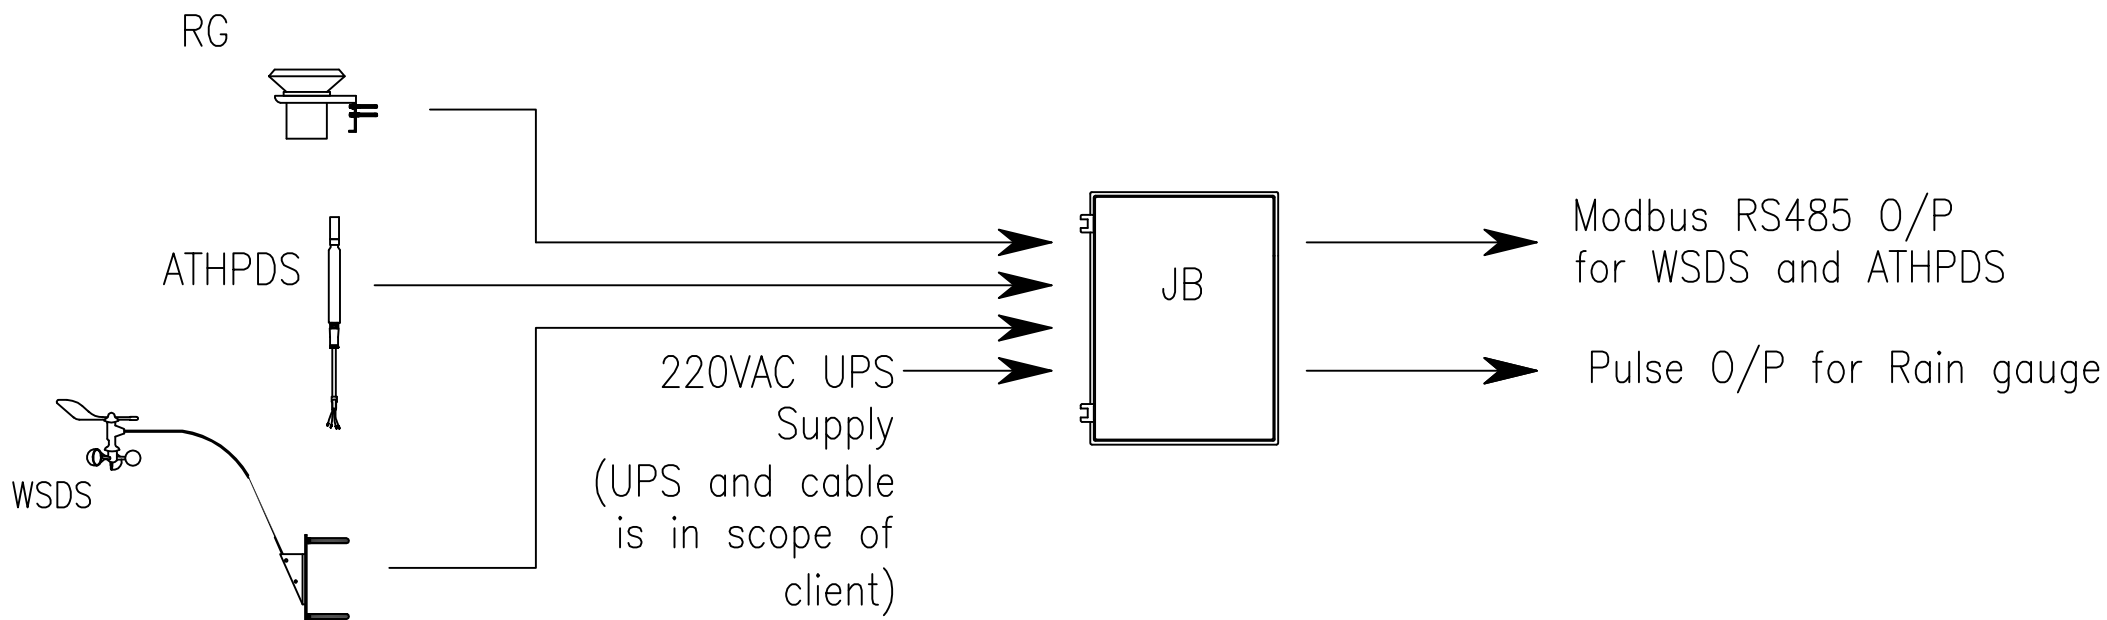 RG
ATHPDS
WSDS
220VAC UPS
Supply
(UPS and cable
is in scope of
client)
JB
Modbus RS485 O/P
for WSDS and ATHPDS
Pulse O/P for Rain gauge